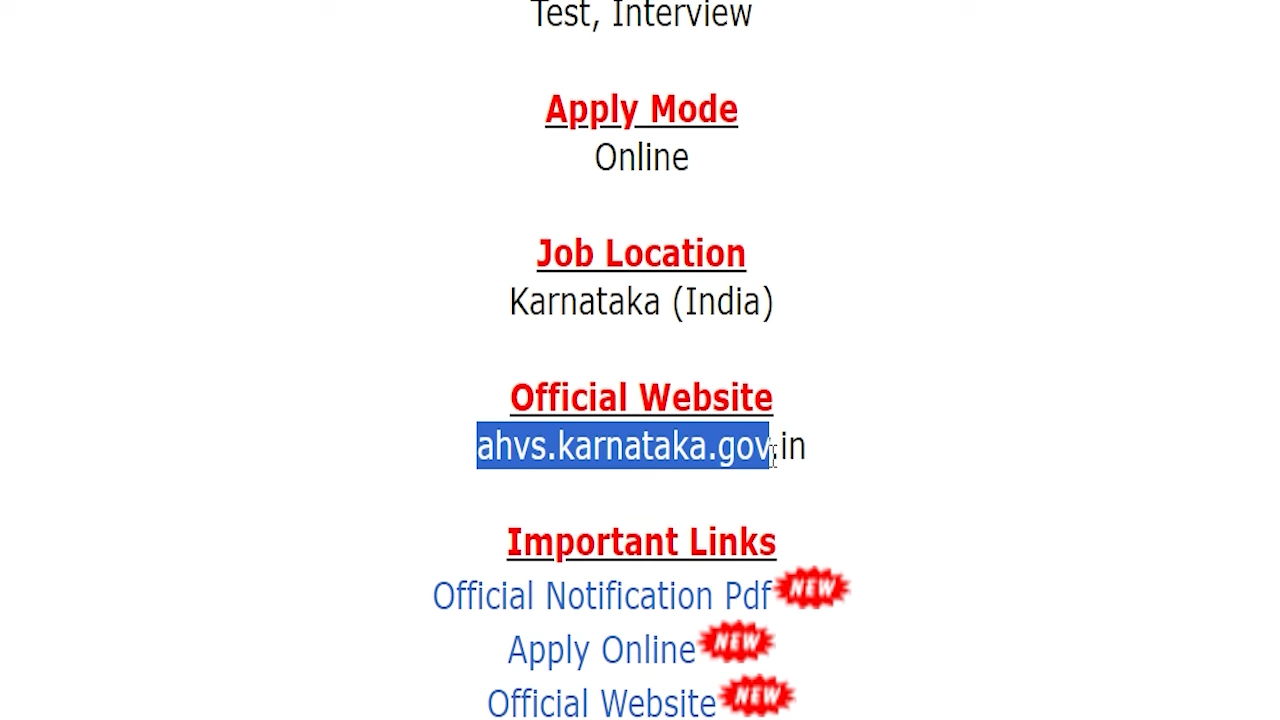 Test, Interview
Apply Mode
Online
Job Location
Karnataka (India)
Official Website
ahvs.karnataka.gov.in
Important Links
Official Notification Pdf NEW
Apply Online NEW
Official Website NEW